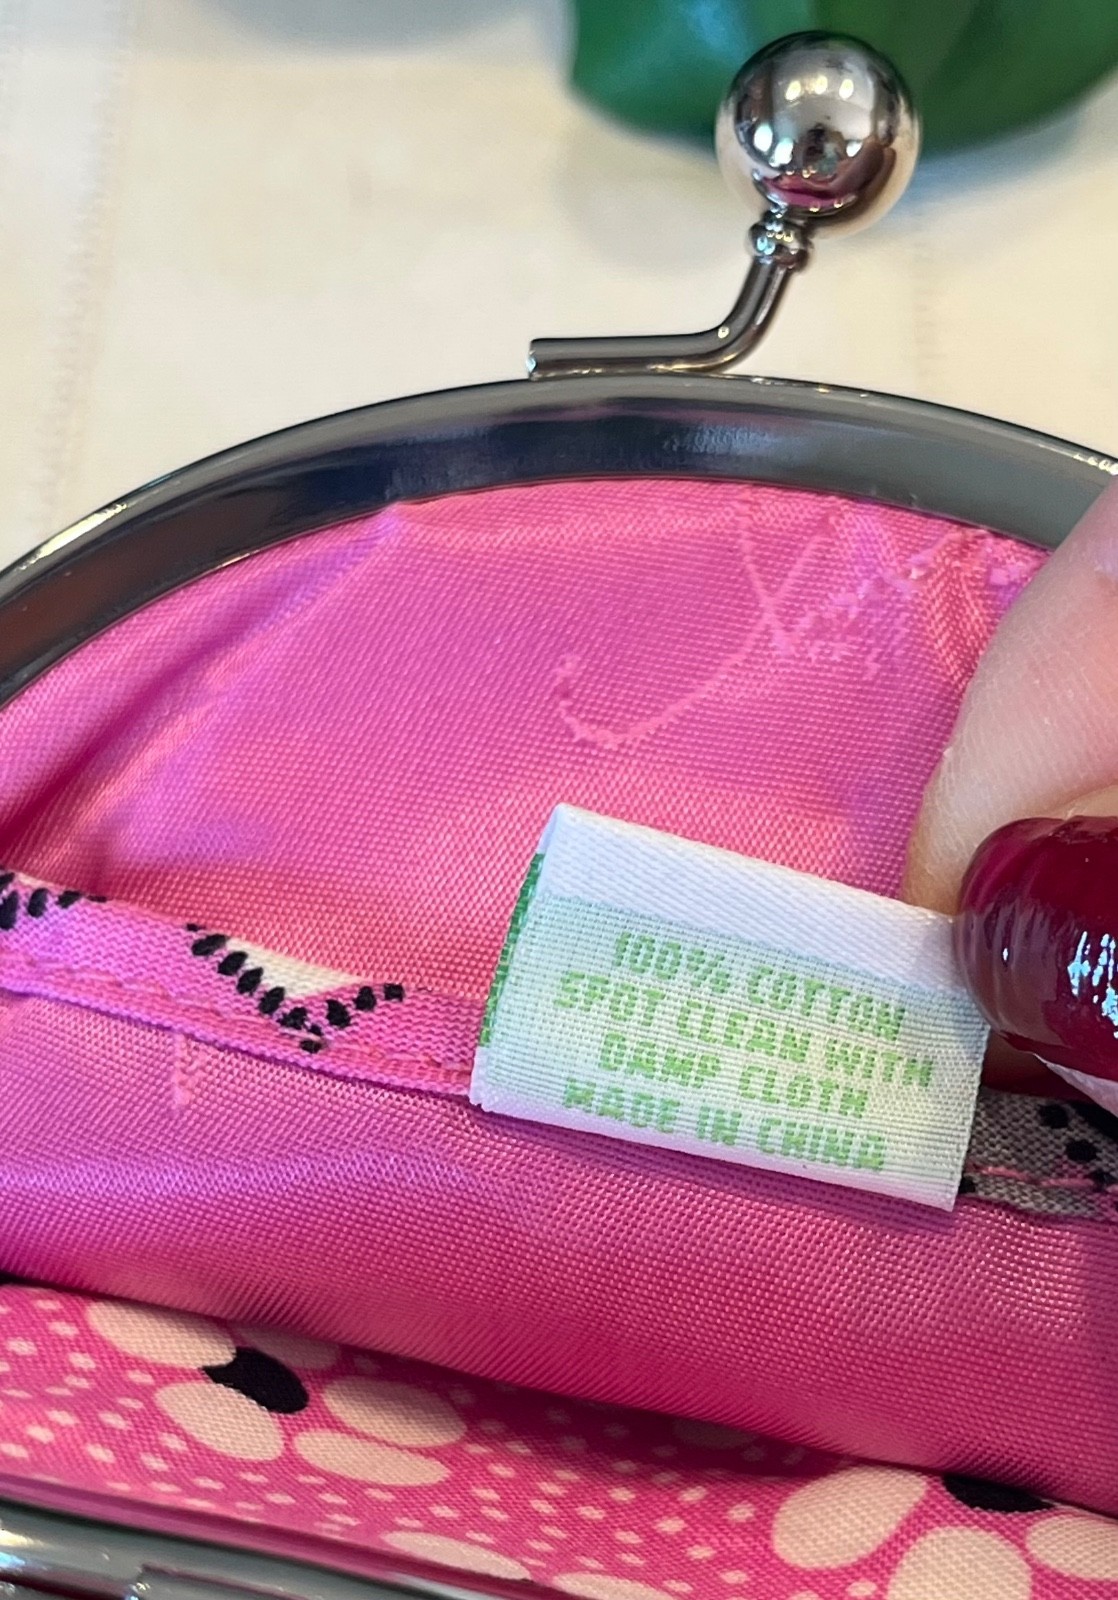 100% COTTON
SPOT CLEAN WITH
DAMP CLOTH
MADE IN CHINA